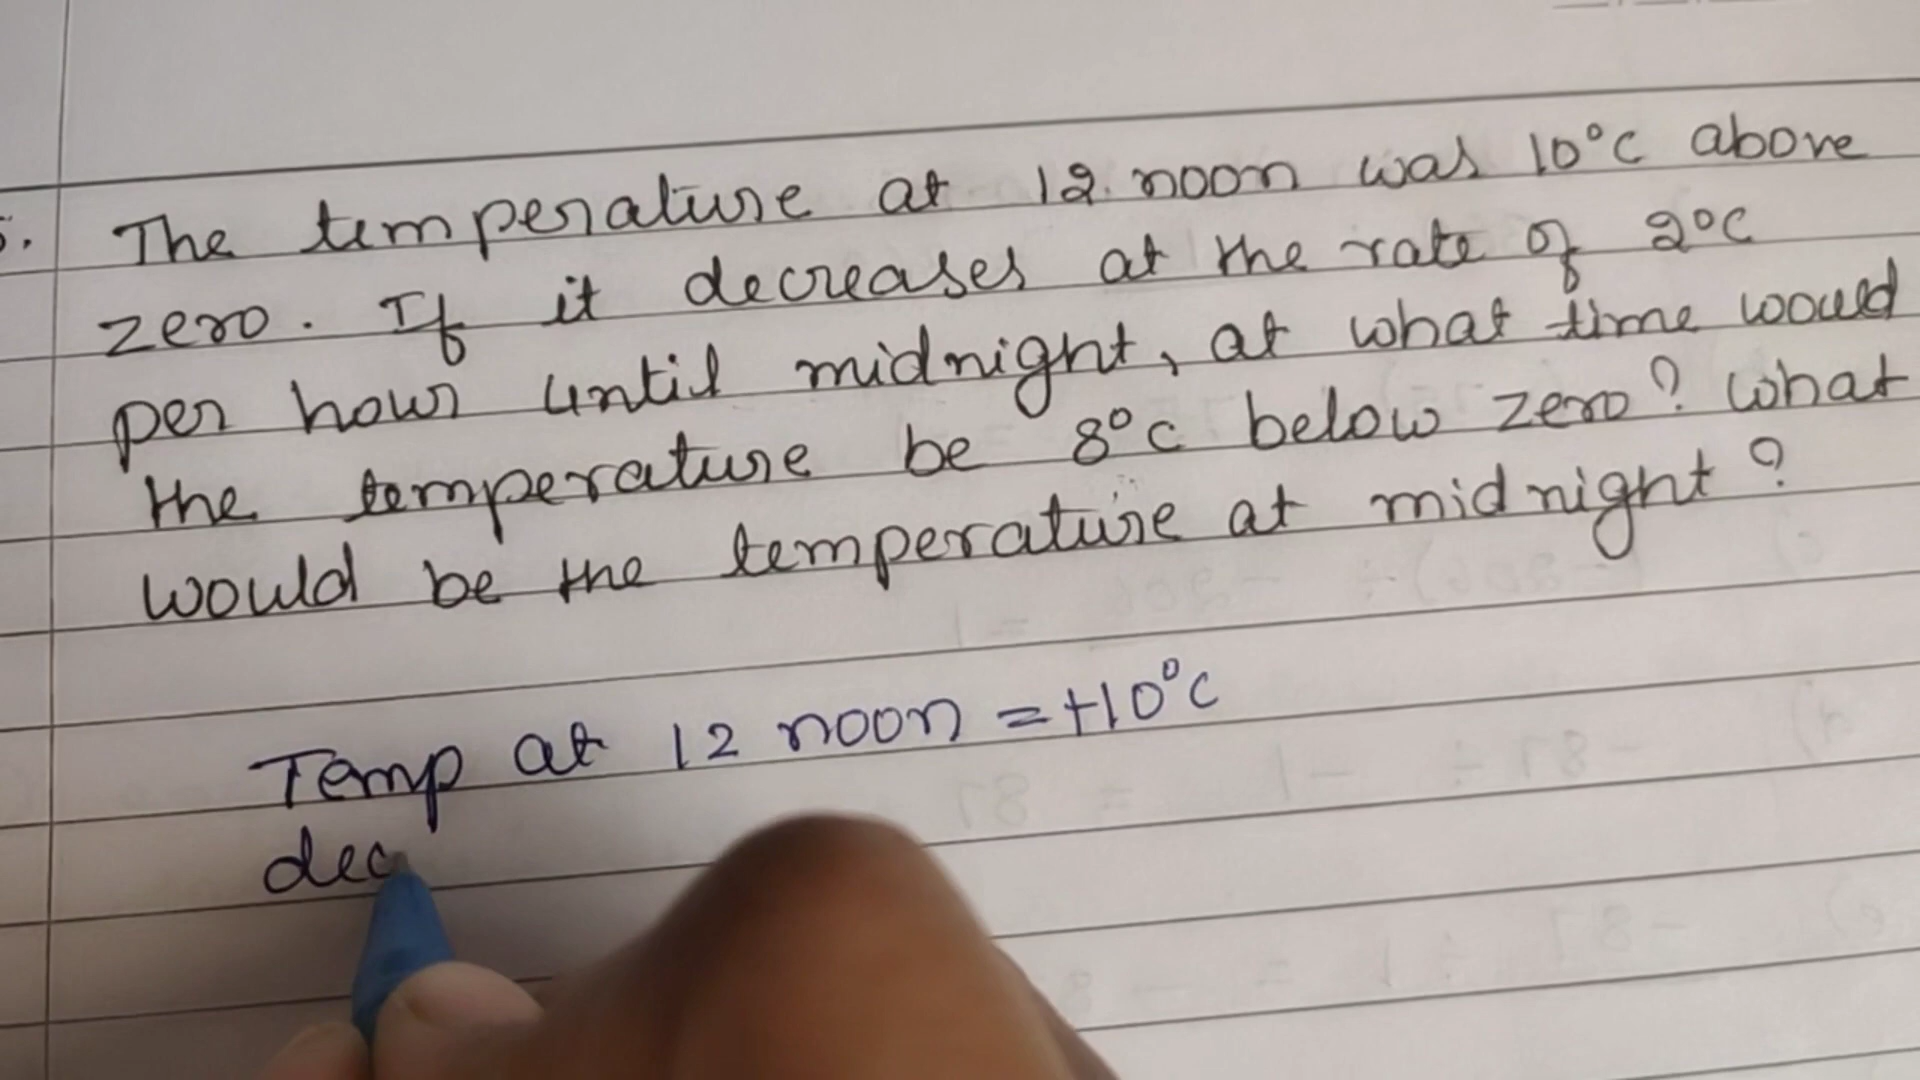 5. The temperature at 12 noon was 10°C above
zero. If it decreases at the rate of 2°C
per hour until midnight, at what time would
the temperature be 8°C below zero? What
would be the temperature at midnight?
Temp at 12 noon = +10°C
dec